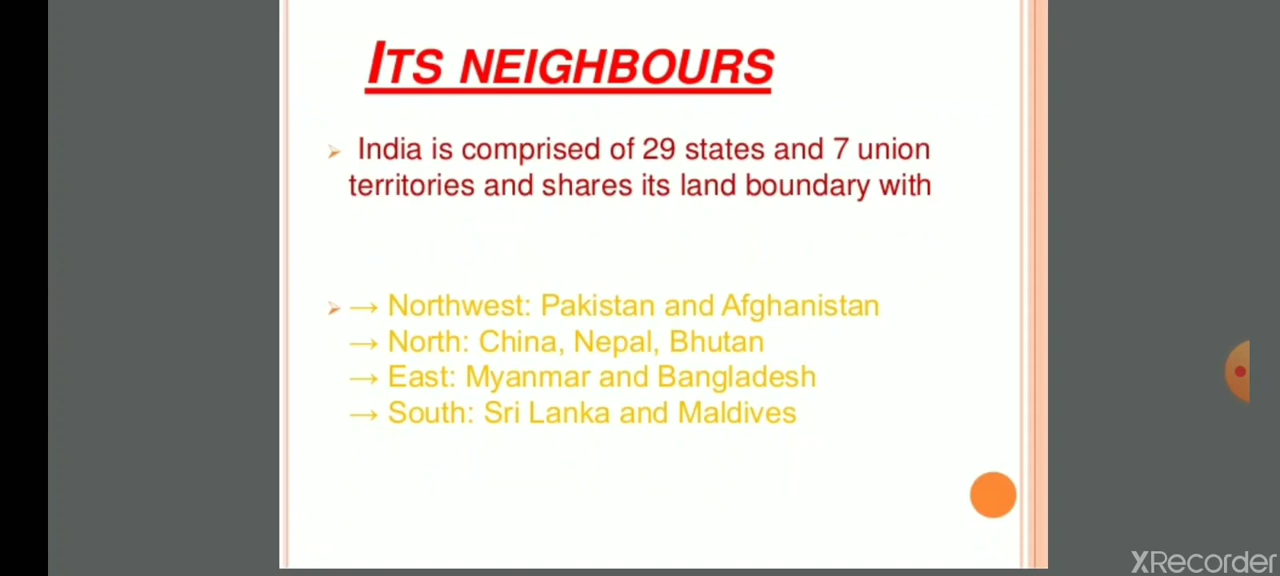 ITS NEIGHBOURS
➢ India is comprised of 29 states and 7 union
territories and shares its land boundary with
➢ → Northwest: Pakistan and Afghanistan
→ North: China, Nepal, Bhutan
→ East: Myanmar and Bangladesh
→ South: Sri Lanka and Maldives
XRecorder